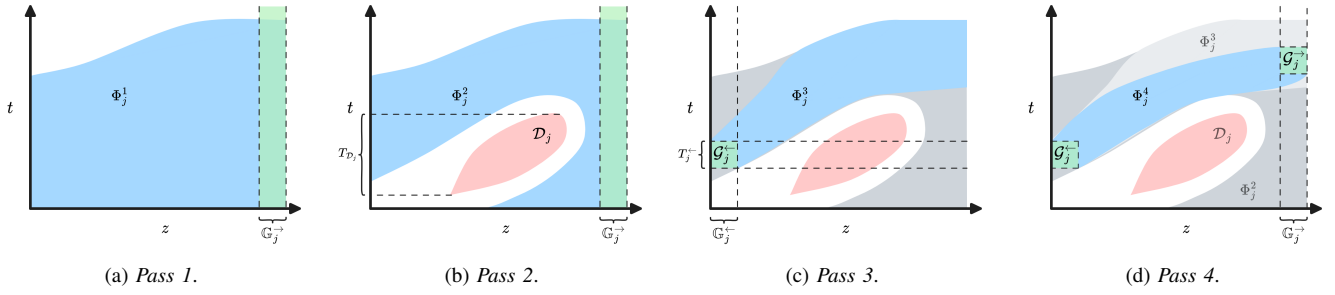 t
Φ_j^1
z
𝔾_j^→
(a) Pass 1.
t
Φ_j^2
𝒟_j
T_{𝒟_j}
z
𝔾_j^→
(b) Pass 2.
t
Φ_j^3
𝒢_j^←
T_j^←
𝔾_j^←
z
(c) Pass 3.
t
Φ_j^3
𝒢_j^→
Φ_j^4
𝒟_j
𝒢_j^←
Φ_j^2
z
𝔾_j^→
(d) Pass 4.